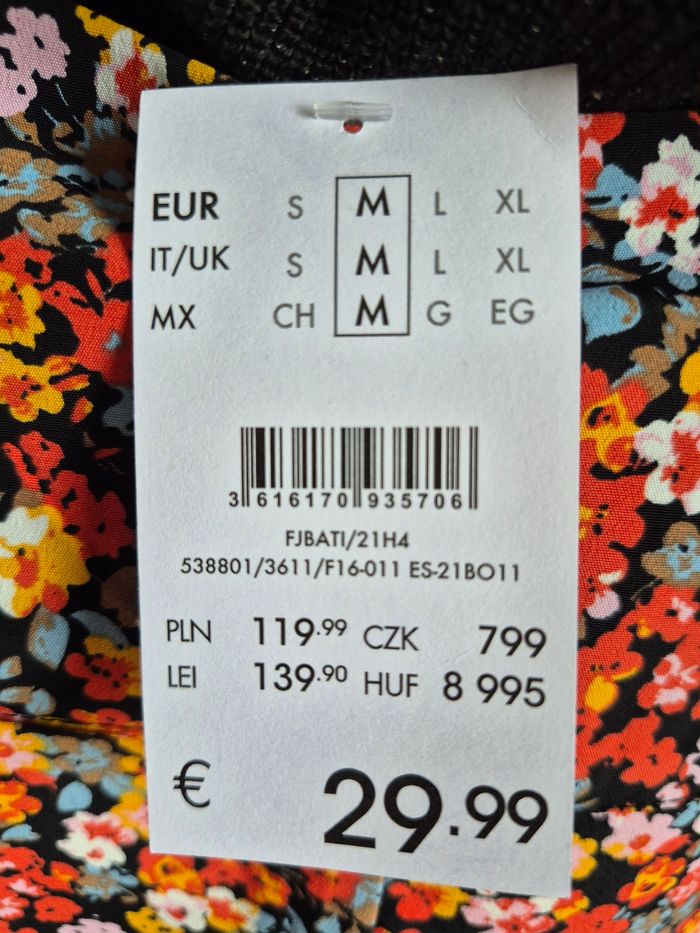 EUR S M L XL
IT/UK S M L XL
MX CH M G EG
3 616170 935706
FJBATI/21H4
538801/3611/F16-011 ES-21BO11
PLN 119.99 CZK 799
LEI 139.90 HUF 8 995
€ 29.99